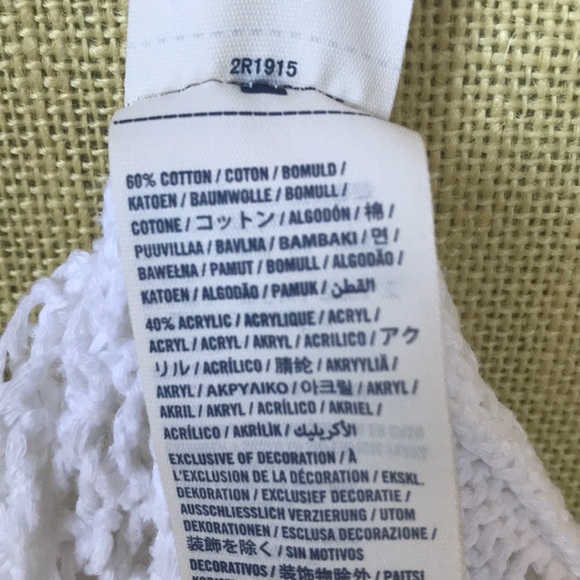 2R1915
60% COTTON / COTON / BOMULD /
KATOEN / BAUMWOLLE / BOMULL /
COTONE / コットン / ALGODÓN / 棉 /
PUUVILLAA / BAVLNA / BAMBAKI / 면 /
BAWEŁNA / PAMUT / BOMULL / ALGODÃO /
KATOEN / ALGODÃO / PAMUK / القطن
40% ACRYLIC / ACRYLIQUE / ACRYL /
ACRYL / ACRYL / AKRYL / ACRILICO / アク
リル / ACRÍLICO / 腈纶 / AKRYYLIÄ /
AKRYL / ΑΚΡΥΛΙΚΟ / 아크릴 / AKRYL /
AKRIL / AKRYL / ACRÍLICO / AKRIEL /
ACRÍLICO / AKRİLİK / الأكريليك
EXCLUSIVE OF DECORATION / À
L'EXCLUSION DE LA DÉCORATION / EKSKL.
DEKORATION / EXCLUSIEF DECORATIE /
AUSSCHLIESSLICH VERZIERUNG / UTOM
DEKORATIONEN / ESCLUSA DECORAZIONE /
装飾を除く / SIN MOTIVOS
DECORATIVOS / 装饰物除外 / PAITSI